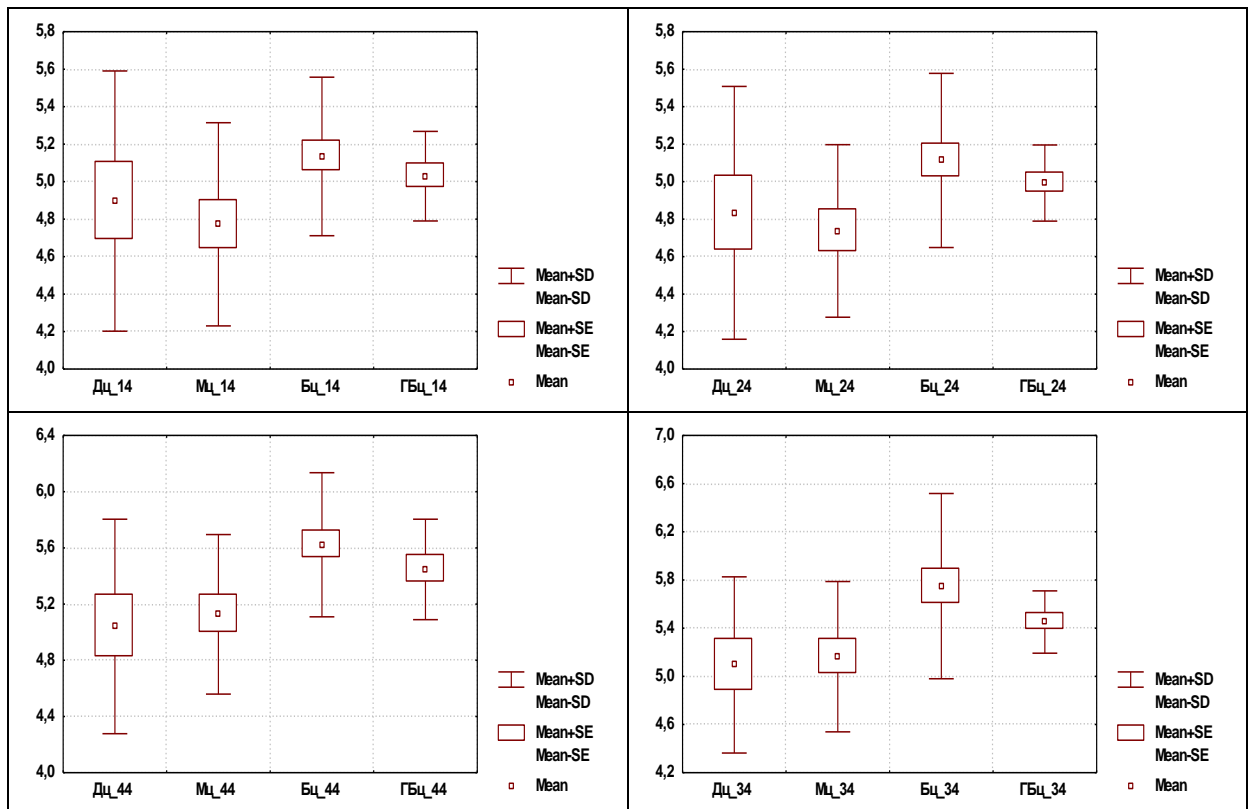 5,8
5,6
5,4
5,2
5,0
4,8
4,6
4,4
4,2
4,0
Дц_14 Мц_14 Бц_14 ГБц_14
Mean+SD
Mean-SD
Mean+SE
Mean-SE
Mean
5,8
5,6
5,4
5,2
5,0
4,8
4,6
4,4
4,2
4,0
Дц_24 Мц_24 Бц_24 ГБц_24
Mean+SD
Mean-SD
Mean+SE
Mean-SE
Mean
6,4
6,0
5,6
5,2
4,8
4,4
4,0
Дц_44 Мц_44 Бц_44 ГБц_44
Mean+SD
Mean-SD
Mean+SE
Mean-SE
Mean
7,0
6,6
6,2
5,8
5,4
5,0
4,6
4,2
Дц_34 Мц_34 Бц_34 ГБц_34
Mean+SD
Mean-SD
Mean+SE
Mean-SE
Mean